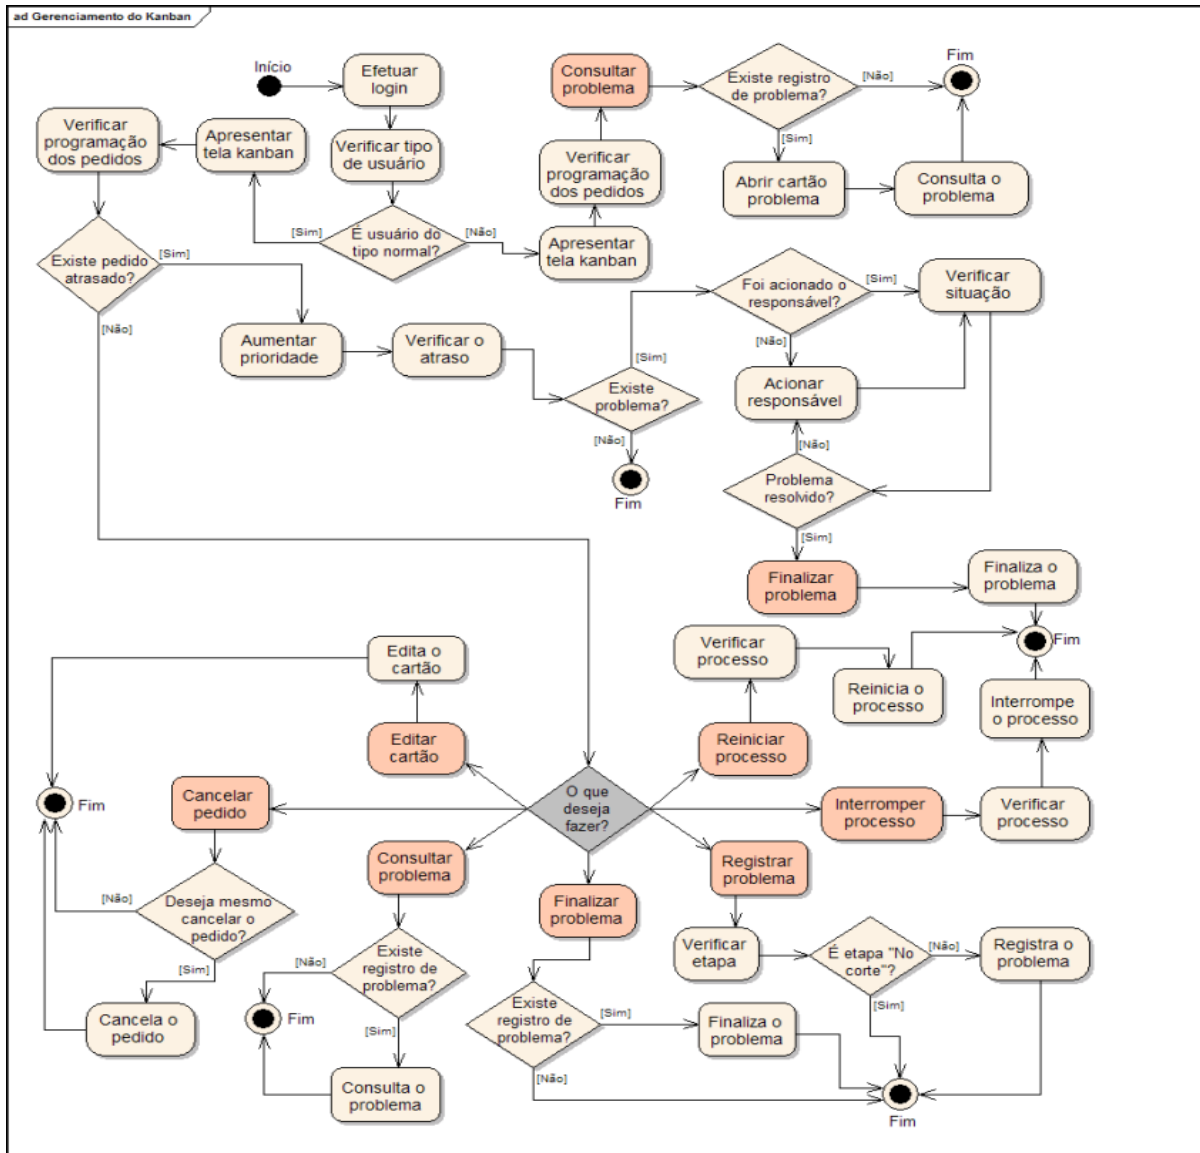 ad Gerenciamento do Kanban
Início
Efetuar
login
Verificar tipo
de usuário
É usuário do
tipo normal?
[Sim]
[Não]
Apresentar
tela kanban
Verificar
programação
dos pedidos
Existe pedido
atrasado?
[Sim]
[Não]
Apresentar
tela kanban
Verificar
programação
dos pedidos
Consultar
problema
Existe registro
de problema?
[Não]
[Sim]
Fim
Abrir cartão
problema
Consulta o
problema
Aumentar
prioridade
Verificar o
atraso
Existe
problema?
[Sim]
[Não]
Fim
Foi acionado o
responsável?
[Sim]
[Não]
Verificar
situação
Acionar
responsável
[Não]
Problema
resolvido?
[Sim]
Finalizar
problema
Finaliza o
problema
Fim
Verificar
processo
Reinicia o
processo
Interrompe
o processo
Edita o
cartão
Editar
cartão
Reiniciar
processo
O que
deseja
fazer?
Interromper
processo
Verificar
processo
Cancelar
pedido
Fim
Deseja mesmo
cancelar o
pedido?
[Não]
[Sim]
Cancela o
pedido
Consultar
problema
Existe
registro de
problema?
[Não]
[Sim]
Fim
Consulta o
problema
Finalizar
problema
Existe
registro de
problema?
[Sim]
[Não]
Finaliza o
problema
Registrar
problema
Verificar
etapa
É etapa "No
corte"?
[Não]
[Sim]
Registra o
problema
Fim